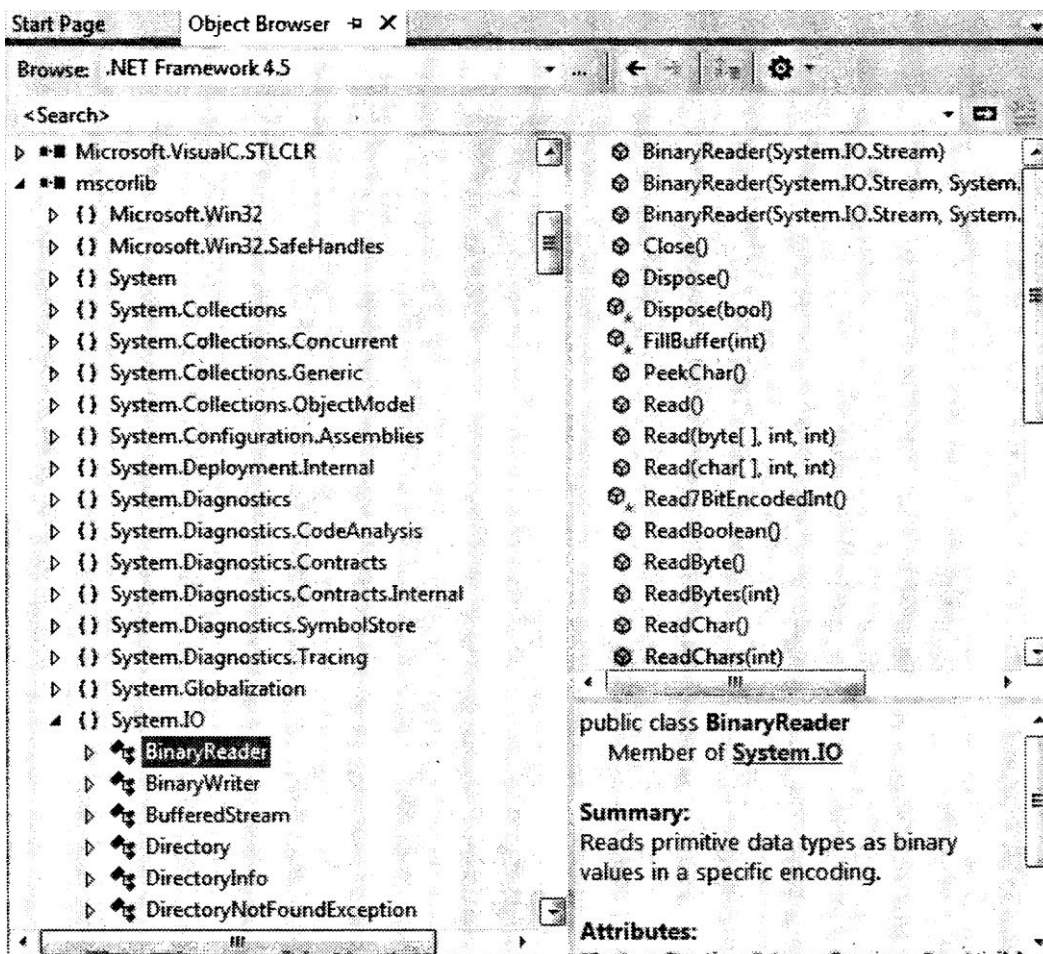 Start Page Object Browser
Browse: .NET Framework 4.5 ...
<Search>
Microsoft.VisualC.STLCLR
mscorlib
{} Microsoft.Win32
{} Microsoft.Win32.SafeHandles
{} System
{} System.Collections
{} System.Collections.Concurrent
{} System.Collections.Generic
{} System.Collections.ObjectModel
{} System.Configuration.Assemblies
{} System.Deployment.Internal
{} System.Diagnostics
{} System.Diagnostics.CodeAnalysis
{} System.Diagnostics.Contracts
{} System.Diagnostics.Contracts.Internal
{} System.Diagnostics.SymbolStore
{} System.Diagnostics.Tracing
{} System.Globalization
{} System.IO
BinaryReader
BinaryWriter
BufferedStream
Directory
DirectoryInfo
DirectoryNotFoundException
BinaryReader(System.IO.Stream)
BinaryReader(System.IO.Stream, System.
BinaryReader(System.IO.Stream, System.
Close()
Dispose()
Dispose(bool)
FillBuffer(int)
PeekChar()
Read()
Read(byte[ ], int, int)
Read(char[ ], int, int)
Read7BitEncodedInt()
ReadBoolean()
ReadByte()
ReadBytes(int)
ReadChar()
ReadChars(int)
public class BinaryReader
Member of System.IO
Summary:
Reads primitive data types as binary
values in a specific encoding.
Attributes: